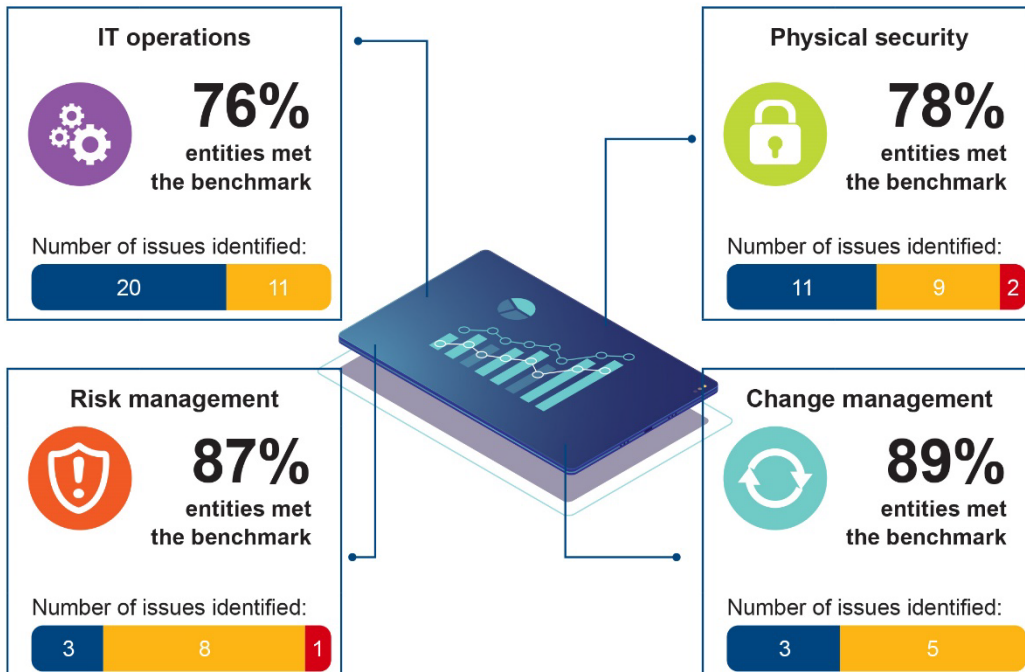 IT operations
76%
entities met
the benchmark
Number of issues identified:
20 11
Physical security
78%
entities met
the benchmark
Number of issues identified:
11 9 2
Risk management
87%
entities met
the benchmark
Number of issues identified:
3 8 1
Change management
89%
entities met
the benchmark
Number of issues identified:
3 5